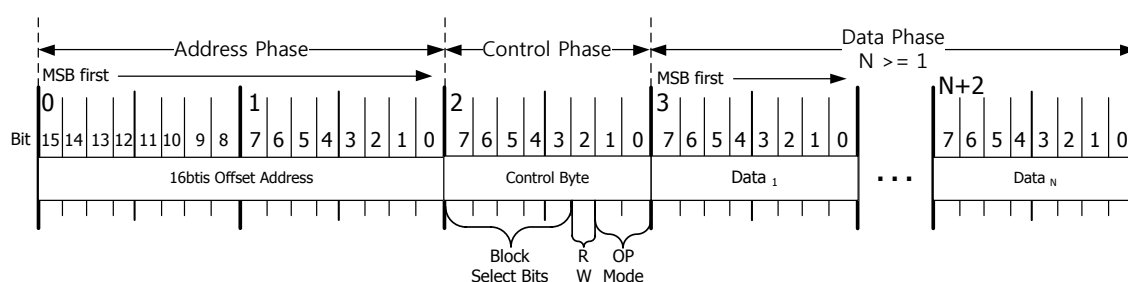 Address Phase Control Phase Data Phase
N >= 1
MSB first MSB first
0 1 2 3 N+2
Bit 15 14 13 12 11 10 9 8 7 6 5 4 3 2 1 0 7 6 5 4 3 2 1 0 7 6 5 4 3 2 1 0 7 6 5 4 3 2 1 0
16btis Offset Address Control Byte Data 1 ... Data N
Block R OP
Select Bits W Mode